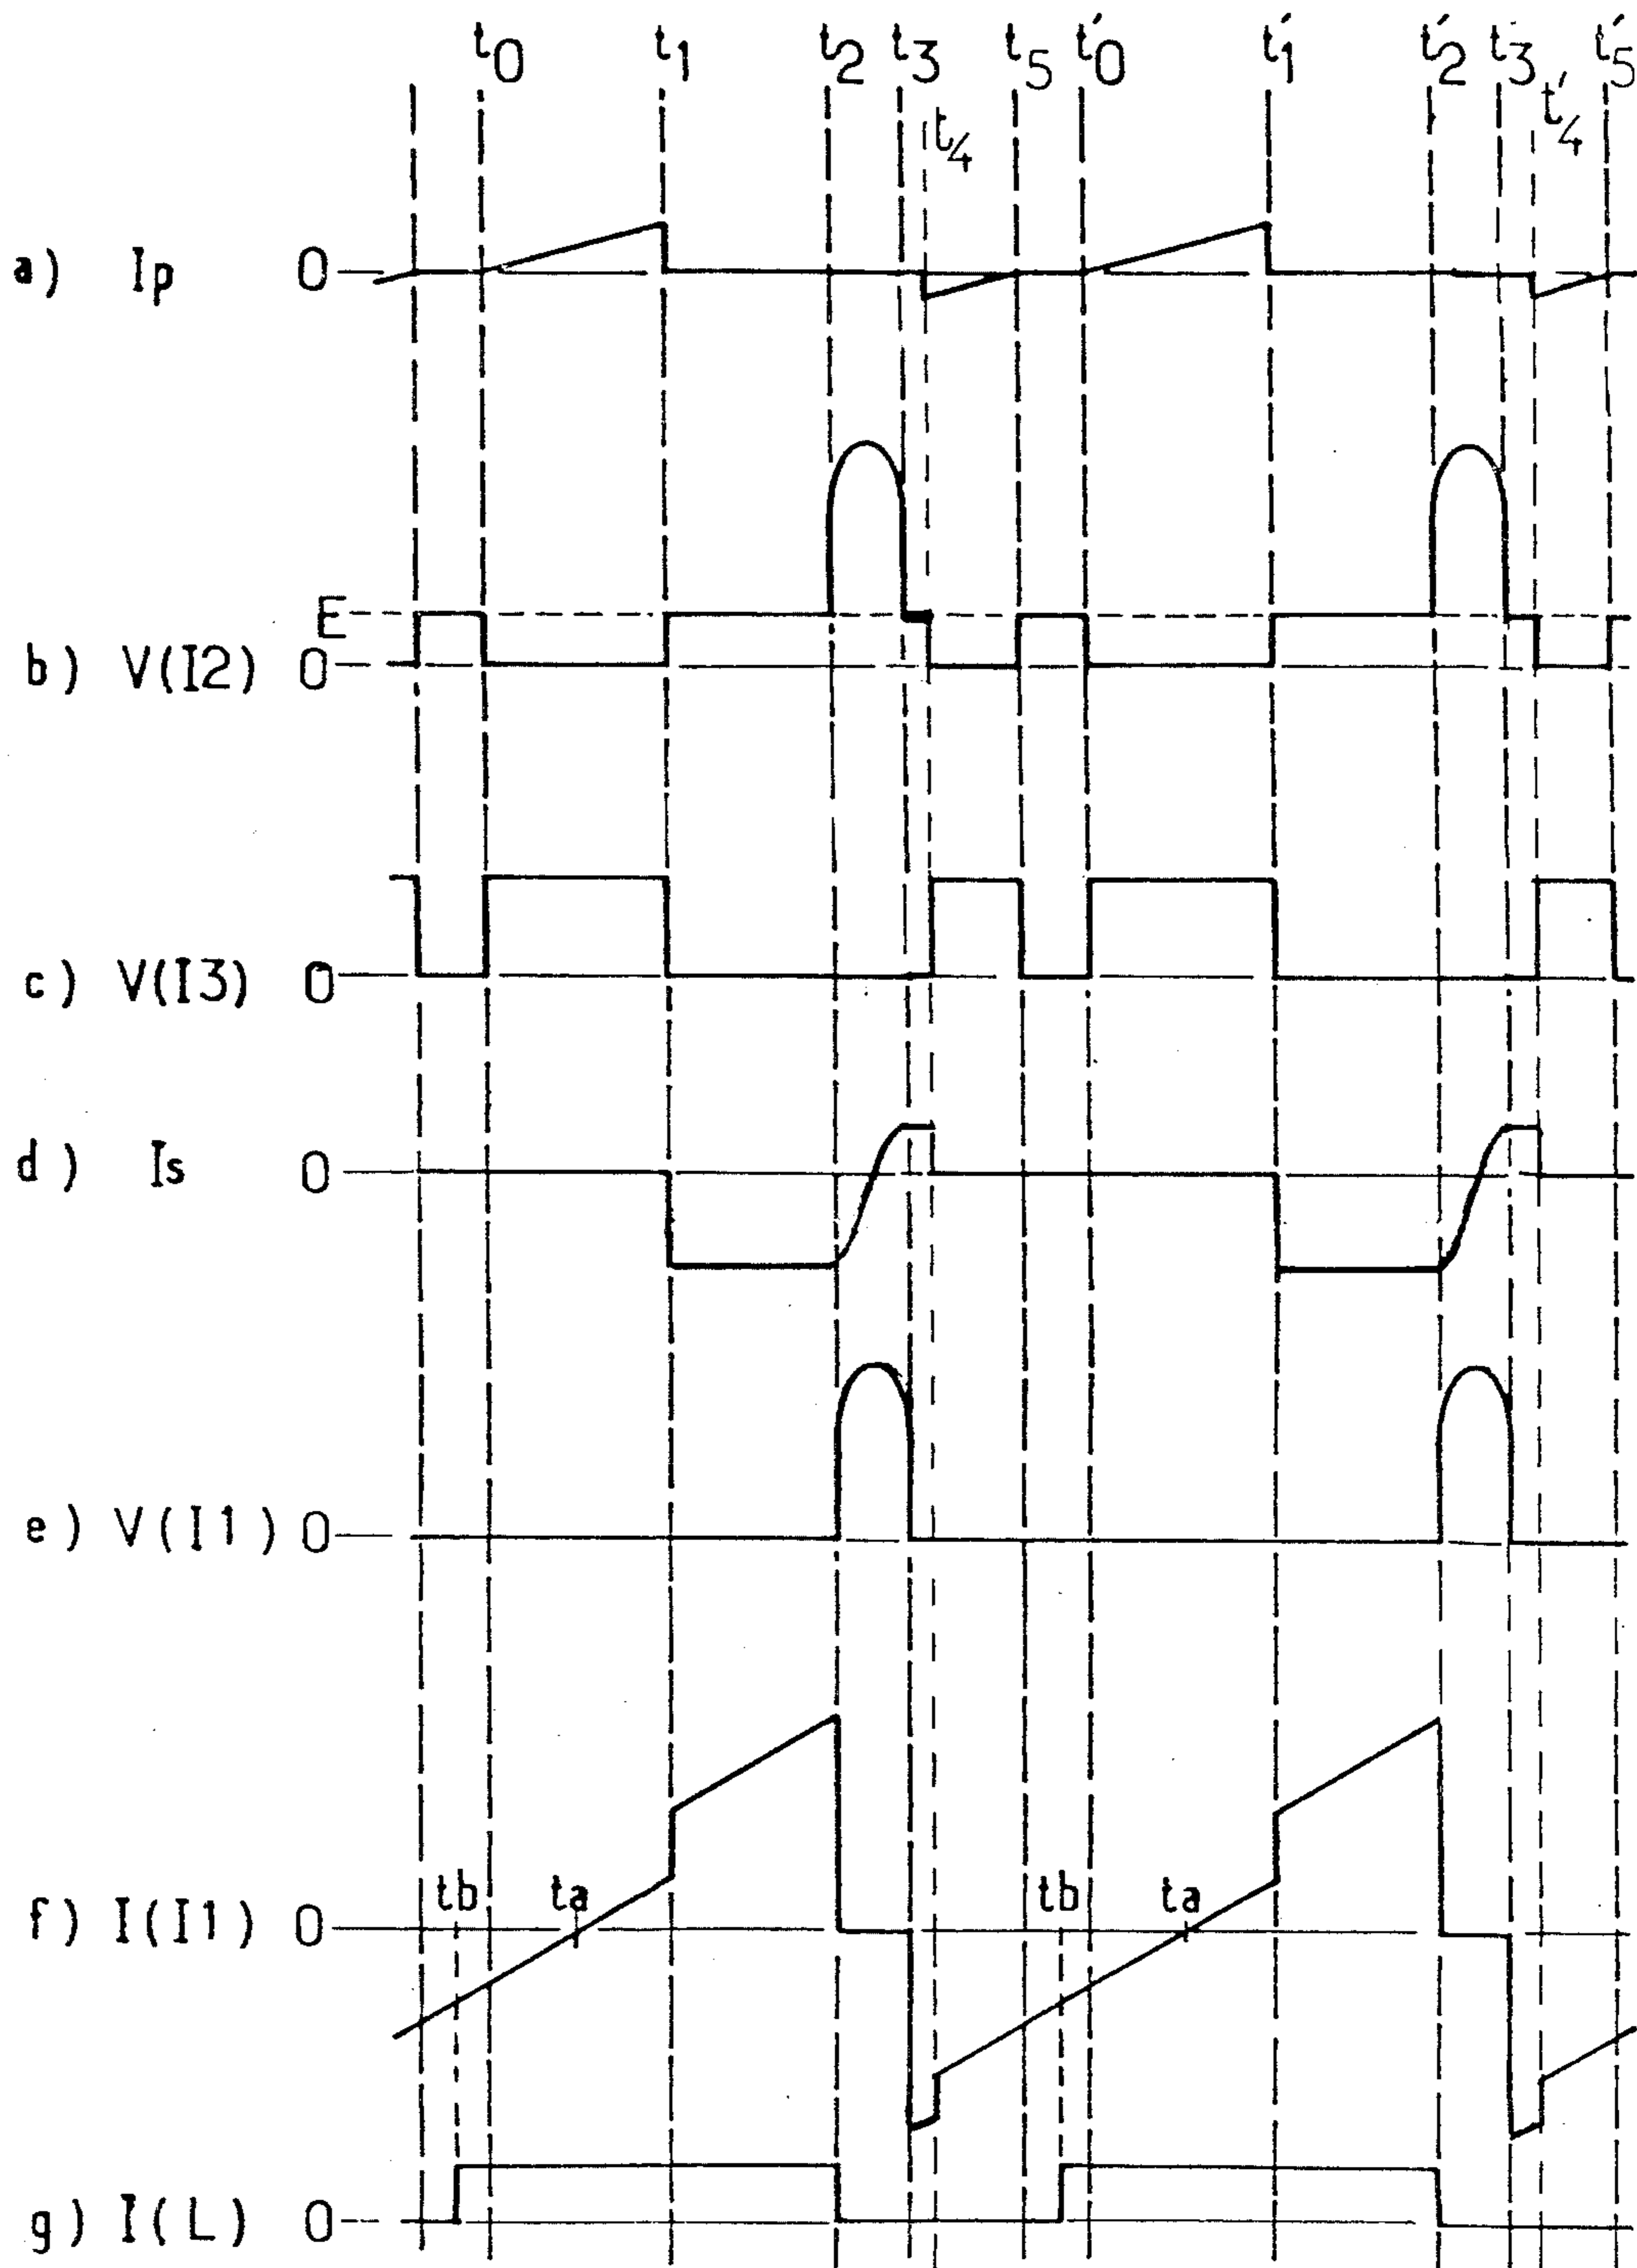 t0 t1 t2 t3 t5 t'0 t'1 t'2 t'3 t'5
t4 t'4
a) Ip 0
E
b) V(I2) 0
c) V(I3) 0
d) Is 0
e) V(I1) 0
tb ta tb ta
f) I(I1) 0
g) I(L) 0